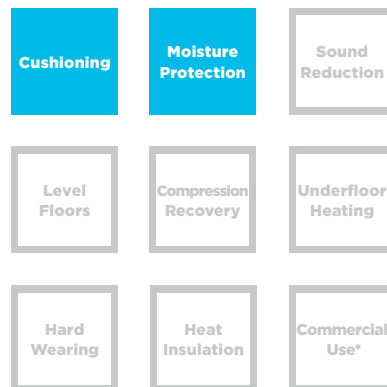 Cushioning
Moisture
Protection
Sound
Reduction
Level
Floors
Compression
Recovery
Underfloor
Heating
Hard
Wearing
Heat
Insulation
Commercial
Use*